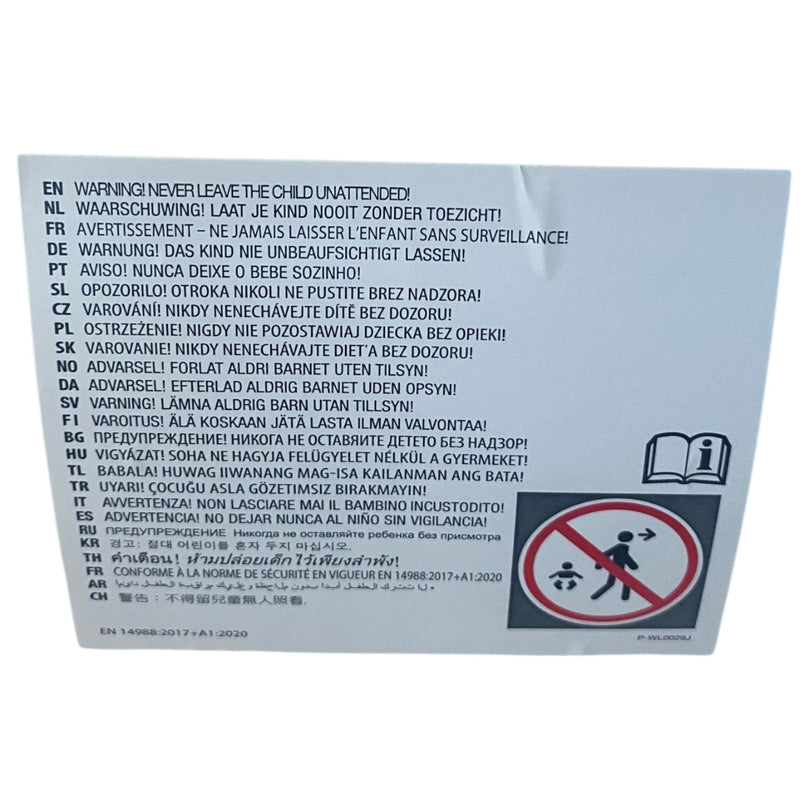 EN WARNING! NEVER LEAVE THE CHILD UNATTENDED!
NL WAARSCHUWING! LAAT JE KIND NOOIT ZONDER TOEZICHT!
FR AVERTISSEMENT – NE JAMAIS LAISSER L'ENFANT SANS SURVEILLANCE!
DE WARNUNG! DAS KIND NIE UNBEAUFSICHTIGT LASSEN!
PT AVISO! NUNCA DEIXE O BEBE SOZINHO!
SL OPOZORILO! OTROKA NIKOLI NE PUSTITE BREZ NADZORA!
CZ VAROVÁNÍ! NIKDY NENECHÁVEJTE DÍTĚ BEZ DOZORU!
PL OSTRZEŻENIE! NIGDY NIE POZOSTAWIAJ DZIECKA BEZ OPIEKI!
SK VAROVANIE! NIKDY NENECHÁVAJTE DIET'A BEZ DOZORU!
NO ADVARSEL! FORLAT ALDRI BARNET UTEN TILSYN!
DA ADVARSEL! EFTERLAD ALDRIG BARNET UDEN OPSYN!
SV VARNING! LÄMNA ALDRIG BARN UTAN TILLSYN!
FI VAROITUS! ÄLÄ KOSKAAN JÄTÄ LASTA ILMAN VALVONTAA!
BG ПРЕДУПРЕЖДЕНИЕ! НИКОГА НЕ ОСТАВЯЙТЕ ДЕТЕТО БЕЗ НАДЗОР!
HU VIGYÁZAT! SOHA NE HAGYJA FELÜGYELET NÉLKÜL A GYERMEKET!
TL BABALA! HUWAG IIWANANG MAG-ISA KAILANMAN ANG BATA!
TR UYARI! ÇOCUĞU ASLA GÖZETIMSIZ BIRAKMAYIN!
IT AVVERTENZA! NON LASCIARE MAI IL BAMBINO INCUSTODITO!
ES ADVERTENCIA! NO DEJAR NUNCA AL NIÑO SIN VIGILANCIA!
RU ПРЕДУПРЕЖДЕНИЕ Никогда не оставляйте ребенка без присмотра
KR 경고: 절대 어린이를 혼자 두지 마십시오.
TH คำเตือน! ห้ามปล่อยเด็กไว้เพียงลำพัง!
FR CONFORME À LA NORME DE SÉCURITÉ EN VIGUEUR EN 14988:2017+A1:2020
AR
CH 警告：不得留兒童無人照看.
EN 14988:2017+A1:2020
P-WL0029J